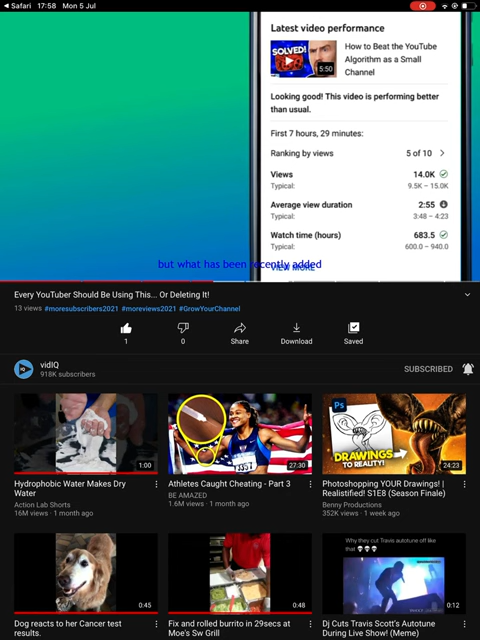 Safari 17:58 Mon 5 Jul
Latest video performance
SOLVED!
5:50
How to Beat the YouTube
Algorithm as a Small
Channel
Looking good! This video is performing better
than usual.
First 7 hours, 29 minutes:
Ranking by views 5 of 10
Views 14.0K
Typical: 9.5K – 15.0K
Average view duration 2:55
Typical: 3:48 – 4:23
Watch time (hours) 683.5
Typical: 600.0 – 940.0
but what has been recently added
VIEW MORE
Every YouTuber Should Be Using This... Or Deleting It!
13 views #moresubscribers2021 #moreviews2021 #GrowYourChannel
1 0 Share Download Saved
vidIQ
918K subscribers
SUBSCRIBED
1:00
27:30
Ps
DRAWINGS
TO REALITY!
24:23
Hydrophobic Water Makes Dry
Water
Action Lab Shorts
16M views · 1 month ago
Athletes Caught Cheating - Part 3
BE AMAZED
1.6M views · 1 month ago
Photoshopping YOUR Drawings! |
Realistified! S1E8 (Season Finale)
Benny Productions
352K views · 1 week ago
0:45
0:48
Why they cut Travis autotune off like
that 💀💀💀
0:12
Dog reacts to her Cancer test
results.
Fix and rolled burrito in 29secs at
Moe's Sw Grill
Dj Cuts Travis Scott's Autotune
During Live Show! (Meme)